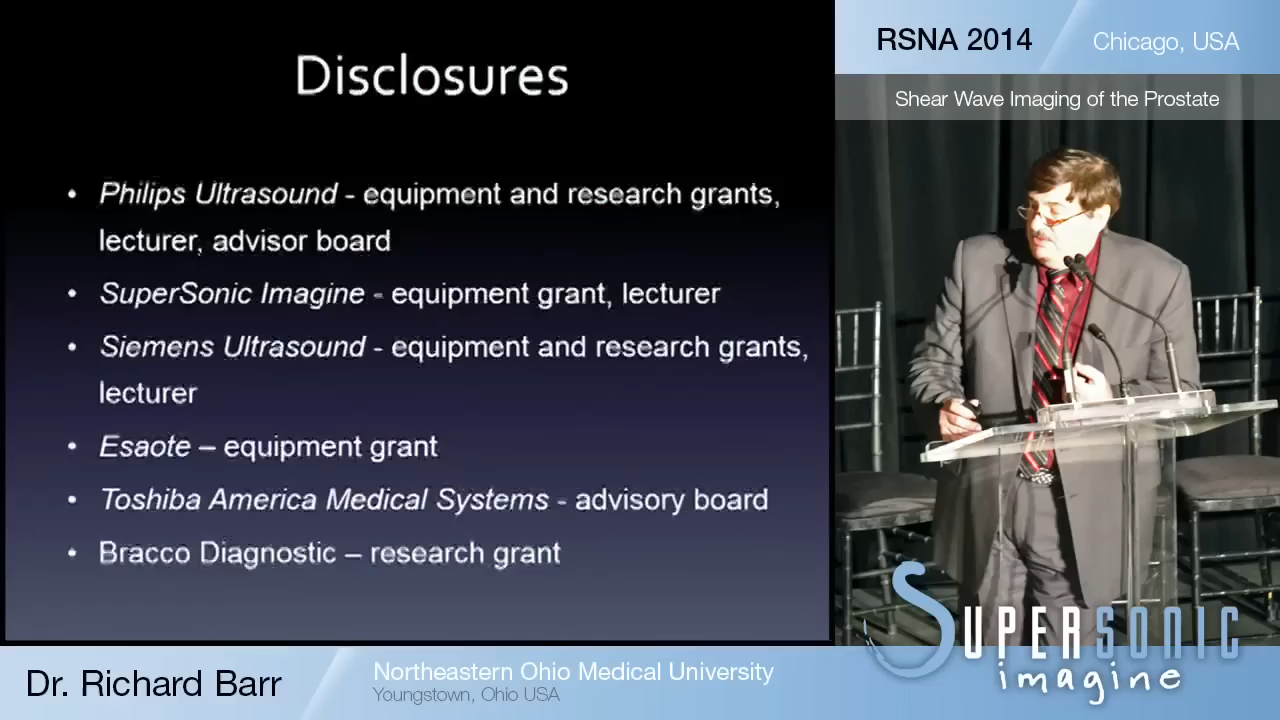 Disclosures
• Philips Ultrasound - equipment and research grants,
lecturer, advisor board
• SuperSonic Imagine - equipment grant, lecturer
• Siemens Ultrasound - equipment and research grants,
lecturer
• Esaote – equipment grant
• Toshiba America Medical Systems - advisory board
• Bracco Diagnostic – research grant
RSNA 2014
Chicago, USA
Shear Wave Imaging of the Prostate
SUPERSONIC
imagine
Dr. Richard Barr
Northeastern Ohio Medical University
Youngstown, Ohio USA